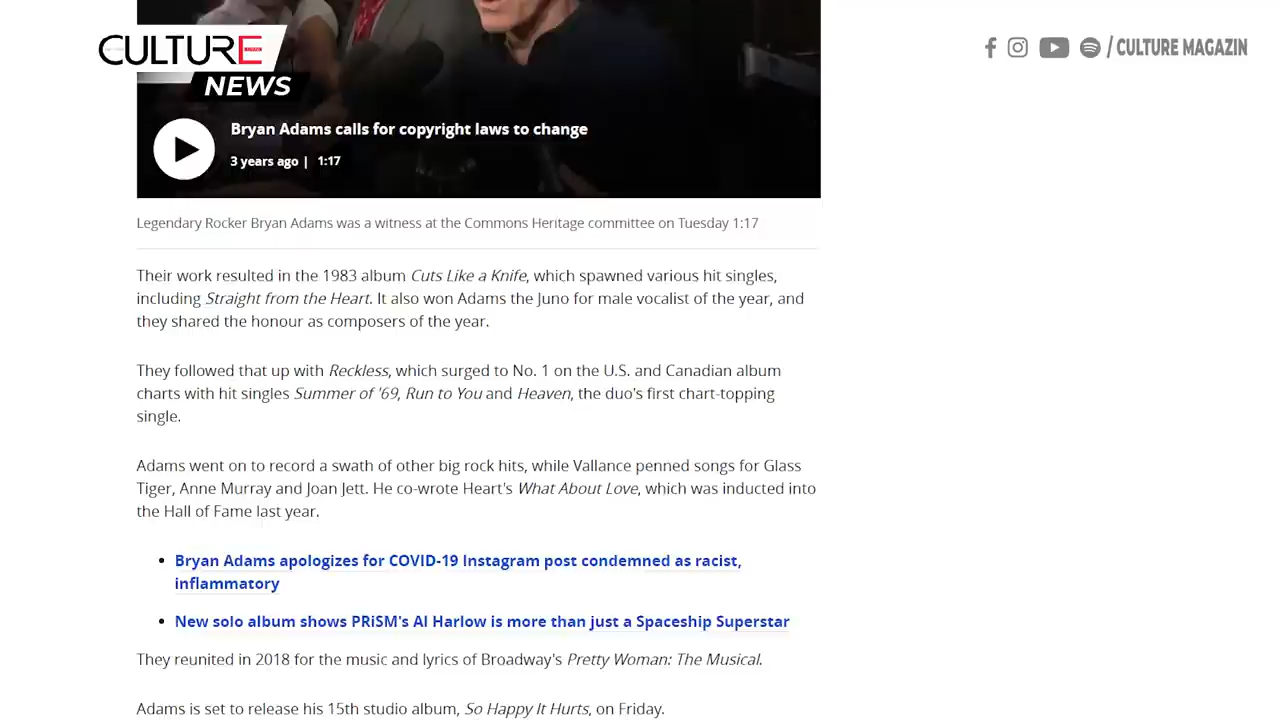 CULTURE
NEWS
/ CULTURE MAGAZIN
Bryan Adams calls for copyright laws to change
3 years ago | 1:17
Legendary Rocker Bryan Adams was a witness at the Commons Heritage committee on Tuesday 1:17
Their work resulted in the 1983 album Cuts Like a Knife, which spawned various hit singles,
including Straight from the Heart. It also won Adams the Juno for male vocalist of the year, and
they shared the honour as composers of the year.
They followed that up with Reckless, which surged to No. 1 on the U.S. and Canadian album
charts with hit singles Summer of '69, Run to You and Heaven, the duo's first chart-topping
single.
Adams went on to record a swath of other big rock hits, while Vallance penned songs for Glass
Tiger, Anne Murray and Joan Jett. He co-wrote Heart's What About Love, which was inducted into
the Hall of Fame last year.
• Bryan Adams apologizes for COVID-19 Instagram post condemned as racist,
inflammatory
• New solo album shows PRiSM's Al Harlow is more than just a Spaceship Superstar
They reunited in 2018 for the music and lyrics of Broadway's Pretty Woman: The Musical.
Adams is set to release his 15th studio album, So Happy It Hurts, on Friday.